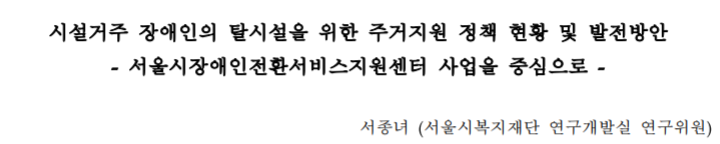 시설거주 장애인의 탈시설을 위한 주거지원 정책 현황 및 발전방안
- 서울시장애인전환서비스지원센터 사업을 중심으로 -
서종녀 (서울시복지재단 연구개발실 연구위원)